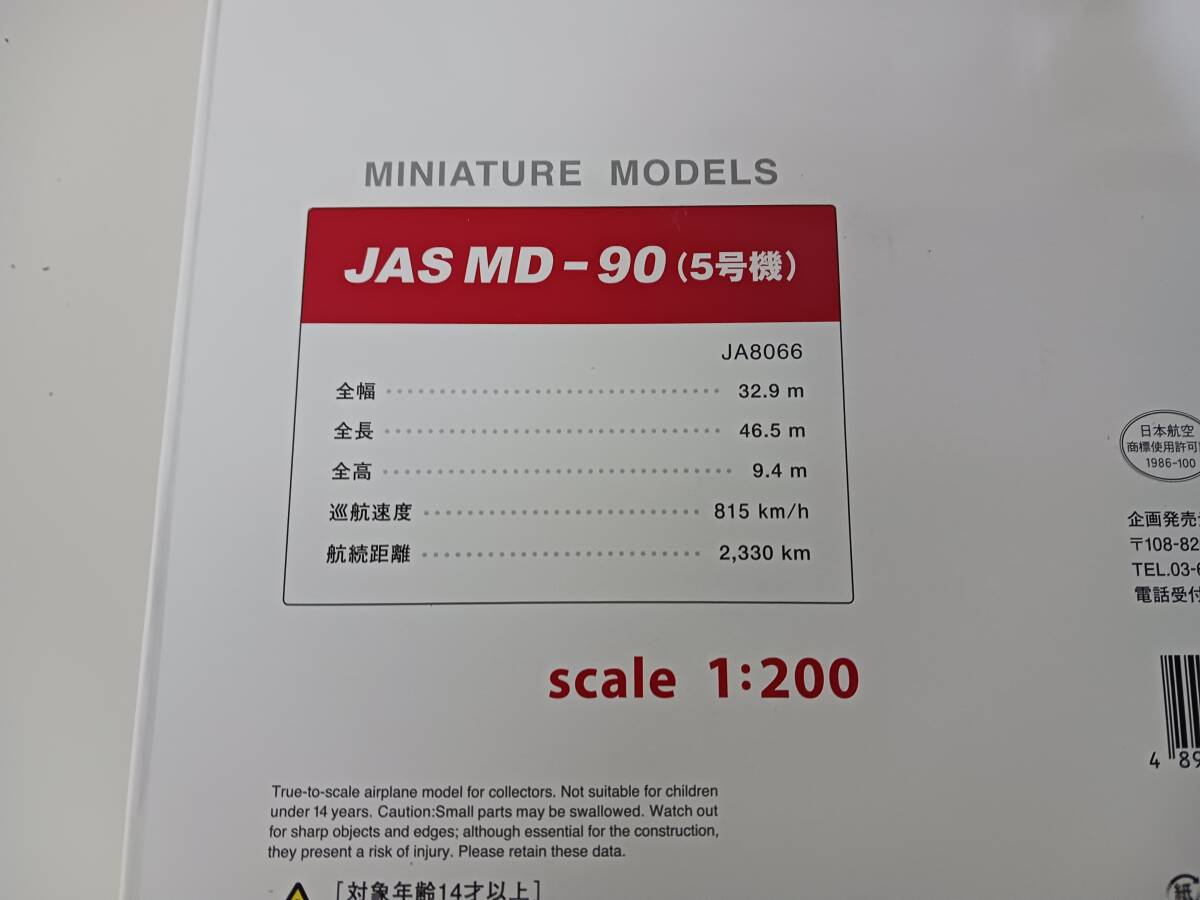 MINIATURE MODELS
JAS MD-90 (5号機)
JA8066
全幅 32.9 m
全長 46.5 m
全高 9.4 m
巡航速度 815 km/h
航続距離 2,330 km
scale 1:200
True-to-scale airplane model for collectors. Not suitable for children
under 14 years. Caution:Small parts may be swallowed. Watch out
for sharp objects and edges; although essential for the construction,
they present a risk of injury. Please retain these data.
[対象年齢14才以上]
日本航空
商標使用許可
1986-100
企画発売
〒108-82
TEL.03-6
電話受付
4 89
紙